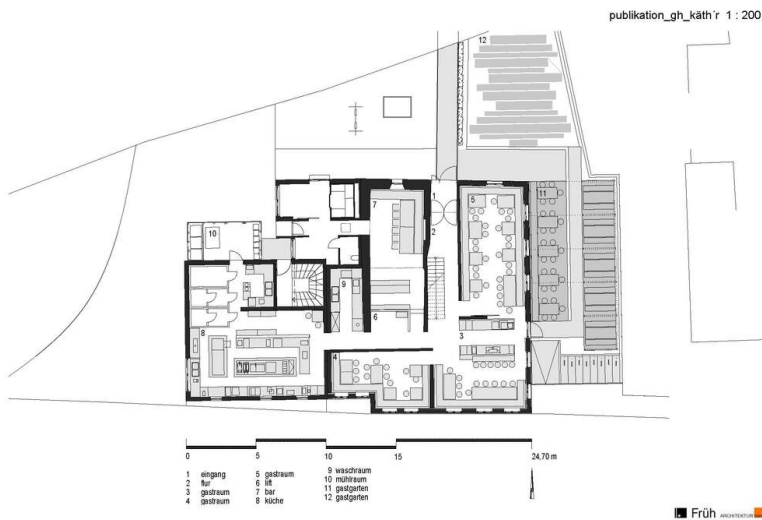 publikation_gh_käth´r 1 : 200
12
1
7
5
11
2
10
9
6
3
8
4
0 5 10 15 24,70 m
1 eingang
2 flur
3 gastraum
4 gastraum
5 gastraum
6 lift
7 bar
8 küche
9 waschraum
10 mühlraum
11 gastgarten
12 gastgarten
Früh ARCHITEKTUR